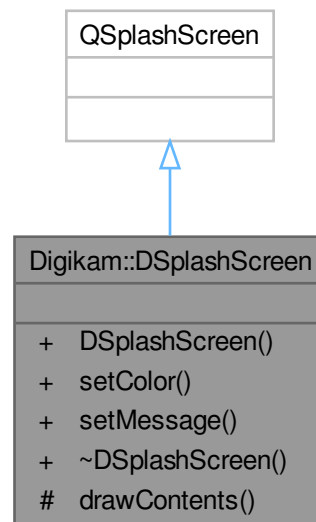 QSplashScreen
Digikam::DSplashScreen
+ DSplashScreen()
+ setColor()
+ setMessage()
+ ~DSplashScreen()
# drawContents()